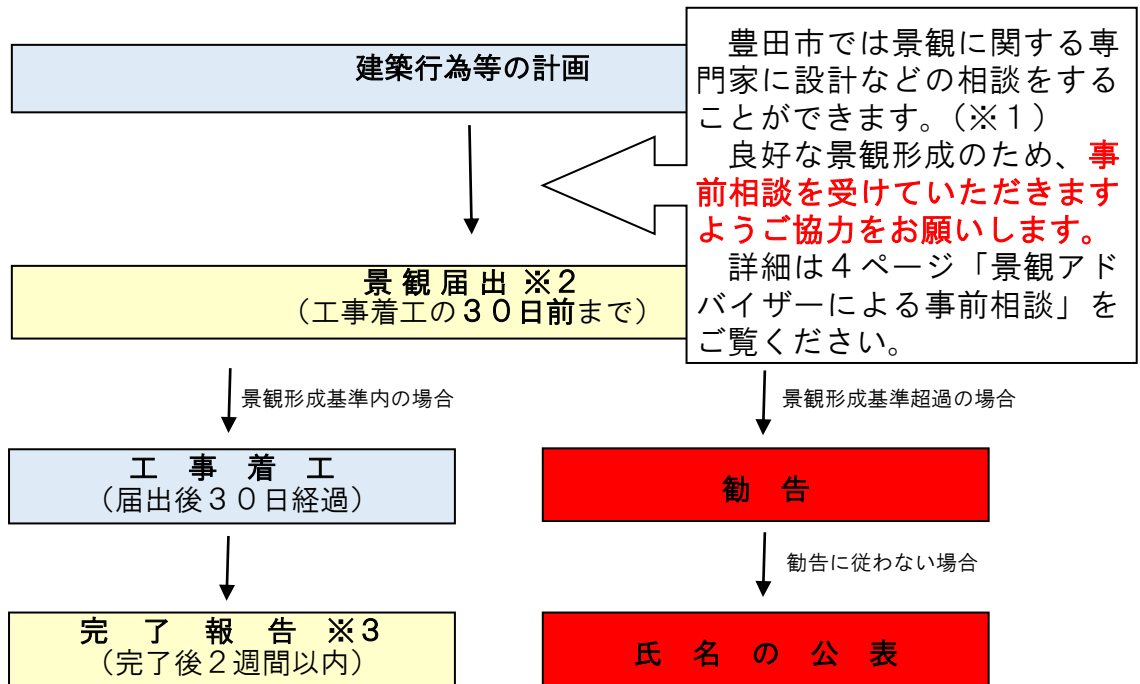 建築行為等の計画
　豊田市では景観に関する専
門家に設計などの相談をする
ことができます。（※１）
　良好な景観形成のため、事
前相談を受けていただきます
ようご協力をお願いします。
　詳細は４ページ「景観アド
バイザーによる事前相談」を
ご覧ください。
景 観 届 出 ※２
（工事着工の３０日前まで）
景観形成基準内の場合
景観形成基準超過の場合
工　事　着　工
（届出後３０日経過）
勧　告
勧告に従わない場合
完　了　報　告　※３
（完了後２週間以内）
氏　名　の　公　表